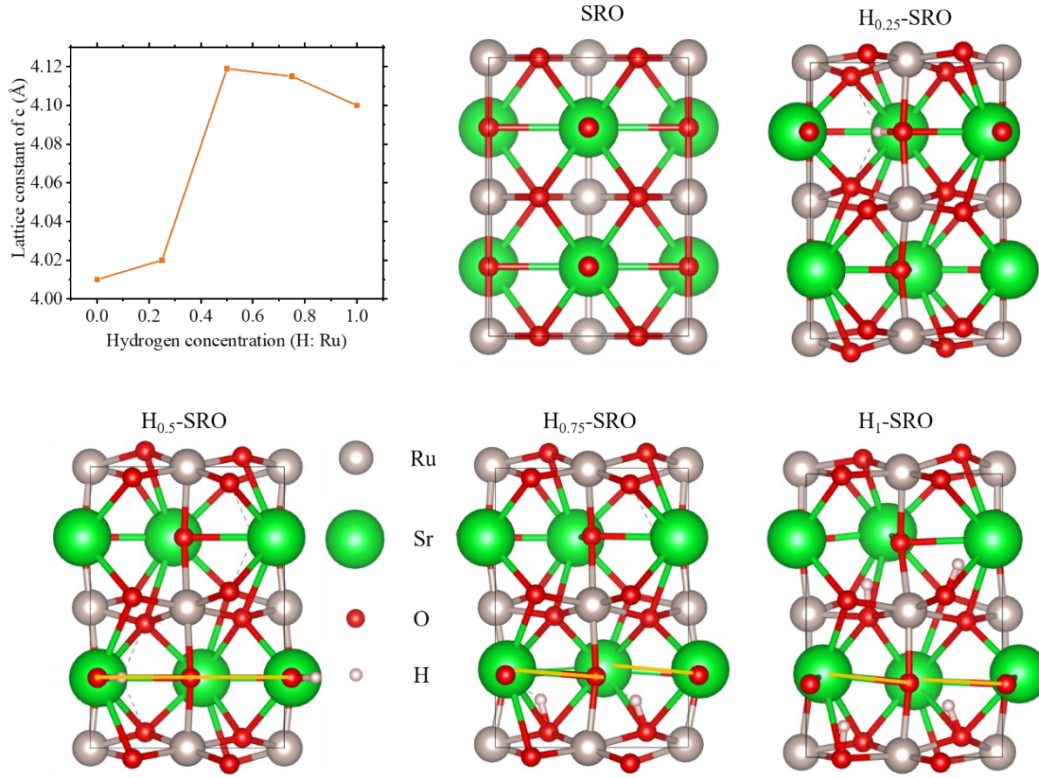 SRO
H0.25-SRO
4.12
4.10
4.08
4.06
4.04
4.02
4.00
Lattice constant of c (Å)
0.0 0.2 0.4 0.6 0.8 1.0
Hydrogen concentration (H: Ru)
H0.5-SRO
H0.75-SRO
H1-SRO
Ru
Sr
O
H